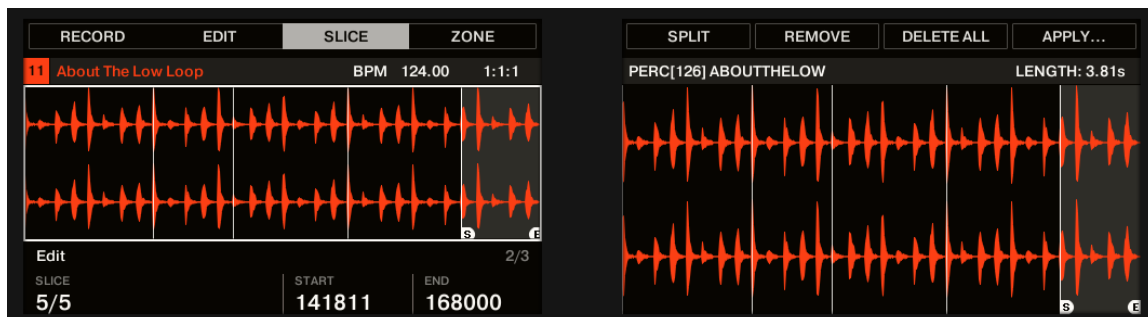 RECORD EDIT SLICE ZONE
11 About The Low Loop BPM 124.00 1:1:1
S E
Edit 2/3
SLICE START END
5/5 141811 168000
SPLIT REMOVE DELETE ALL APPLY...
PERC[126] ABOUTTHELOW LENGTH: 3.81s
S E